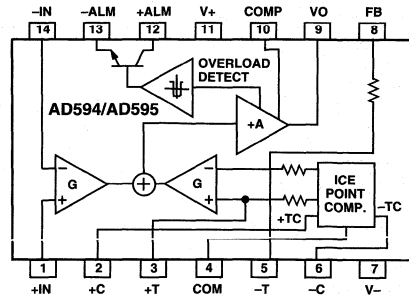 –IN –ALM +ALM V+ COMP VO FB
14 13 12 11 10 9 8
OVERLOAD
DETECT
AD594/AD595
+A
– – ICE
G + G POINT
+ + COMP.
+TC –TC
1 2 3 4 5 6 7
+IN +C +T COM –T –C V–